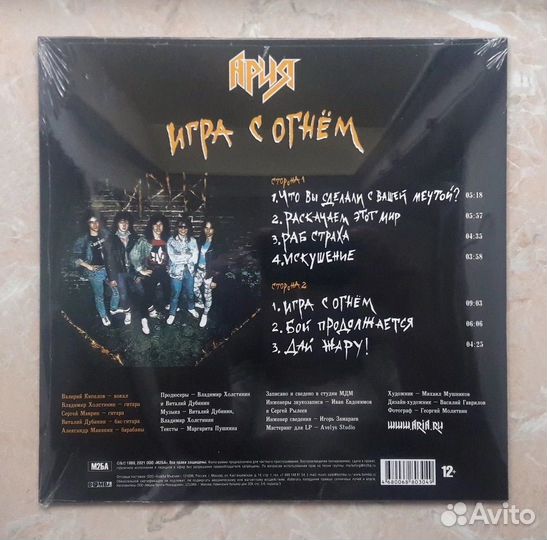 АРИЯ
ИГРА С ОГНЁМ
СТОРОНА 1
1. ЧТО ВЫ СДЕЛАЛИ С ВАШЕЙ МЕЧТОЙ? 05:18
2. РАСКАЧАЕМ ЭТОТ МИР 05:57
3. РАБ СТРАХА 04:35
4. ИСКУШЕНИЕ 03:58
СТОРОНА 2
1. ИГРА С ОГНЁМ 09:03
2. БОЙ ПРОДОЛЖАЕТСЯ 06:06
3. ДАЙ ЖАРУ! 04:25
Валерий Кипелов – вокал
Владимир Холстинин – гитара
Сергей Маврин – гитара
Виталий Дубинин – бас-гитара
Александр Манякин – барабаны
Продюсеры – Владимир Холстинин
и Виталий Дубинин
Музыка – Виталий Дубинин,
Владимир Холстинин
Тексты – Маргарита Пушкина
Записано и сведено в студии МДМ
Инженеры звукозаписи – Иван Евдокимов
и Сергей Рылеев
Инженер сведения – Игорь Замараев
Мастеринг для LP – Avelys Studio
Художник – Михаил Мушников
Дизайн-художник – Василий Гаврилов
Фотограф – Георгий Молитвин
www.aria.ru
М2БА
BOMBA
12+
4680068803049
Avito